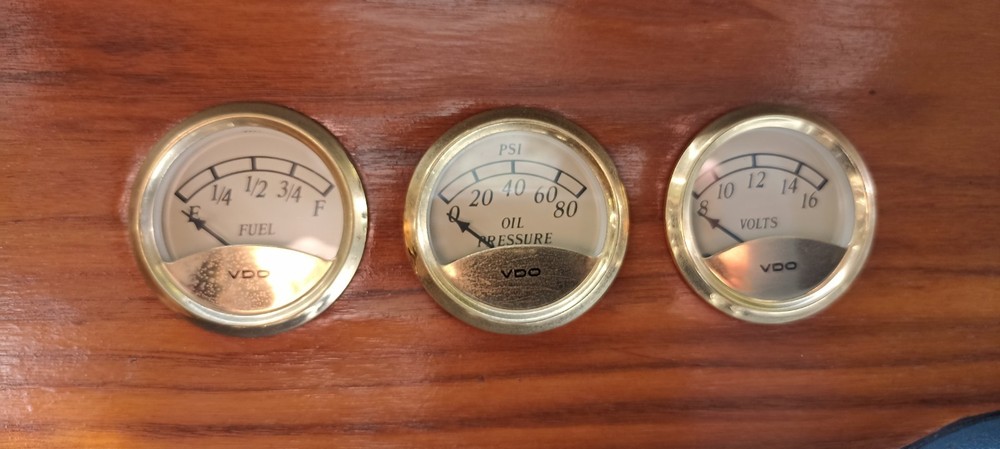 E 1/4 1/2 3/4 F
FUEL
VDO
PSI
0 20 40 60 80
OIL
PRESSURE
VDO
8 10 12 14 16
VOLTS
VDO